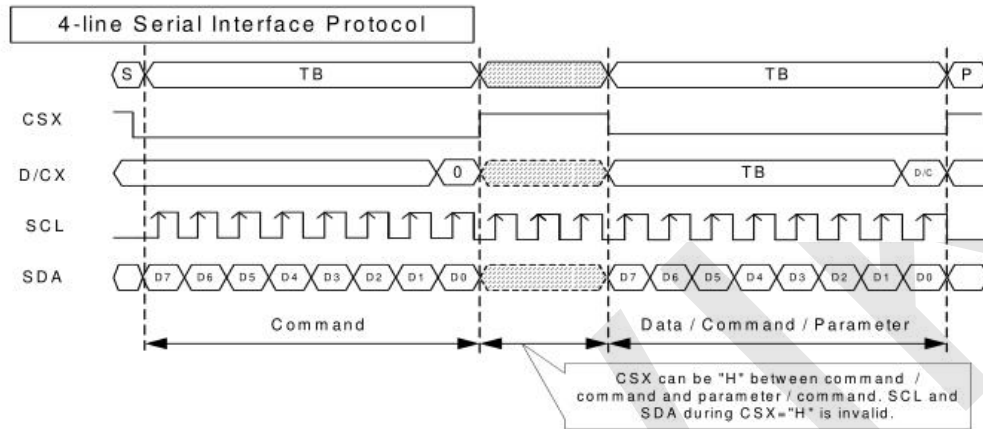 4-line Serial Interface Protocol
S TB TB P
CSX
D/CX 0 TB D/C
SCL
SDA D7 D6 D5 D4 D3 D2 D1 D0 D7 D6 D5 D4 D3 D2 D1 D0
Command Data / Command / Parameter
CSX can be "H" between command /
command and parameter / command. SCL and
SDA during CSX="H" is invalid.